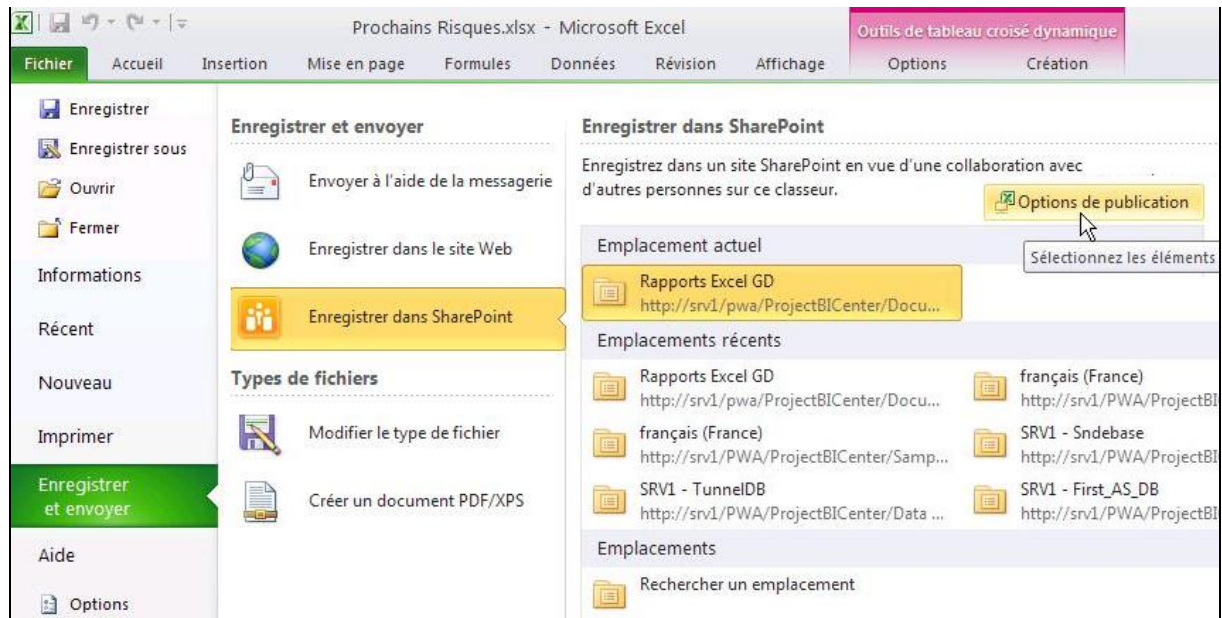 Prochains Risques.xlsx - Microsoft Excel
Outils de tableau croisé dynamique
Fichier Accueil Insertion Mise en page Formules Données Révision Affichage Options Création
Enregistrer
Enregistrer sous
Ouvrir
Fermer
Informations
Récent
Nouveau
Imprimer
Enregistrer
et envoyer
Aide
Options
Enregistrer et envoyer
Envoyer à l'aide de la messagerie
Enregistrer dans le site Web
Enregistrer dans SharePoint
Types de fichiers
Modifier le type de fichier
Créer un document PDF/XPS
Enregistrer dans SharePoint
Enregistrez dans un site SharePoint en vue d'une collaboration avec
d'autres personnes sur ce classeur.
Options de publication
Sélectionnez les éléments
Emplacement actuel
Rapports Excel GD
http://srv1/pwa/ProjectBICenter/Docu...
Emplacements récents
Rapports Excel GD
http://srv1/pwa/ProjectBICenter/Docu...
français (France)
http://srv1/PWA/ProjectBI
français (France)
http://srv1/PWA/ProjectBICenter/Samp...
SRV1 - Sndebase
http://srv1/PWA/ProjectBI
SRV1 - TunnelDB
http://srv1/PWA/ProjectBICenter/Data ...
SRV1 - First_AS_DB
http://srv1/PWA/ProjectBI
Emplacements
Rechercher un emplacement